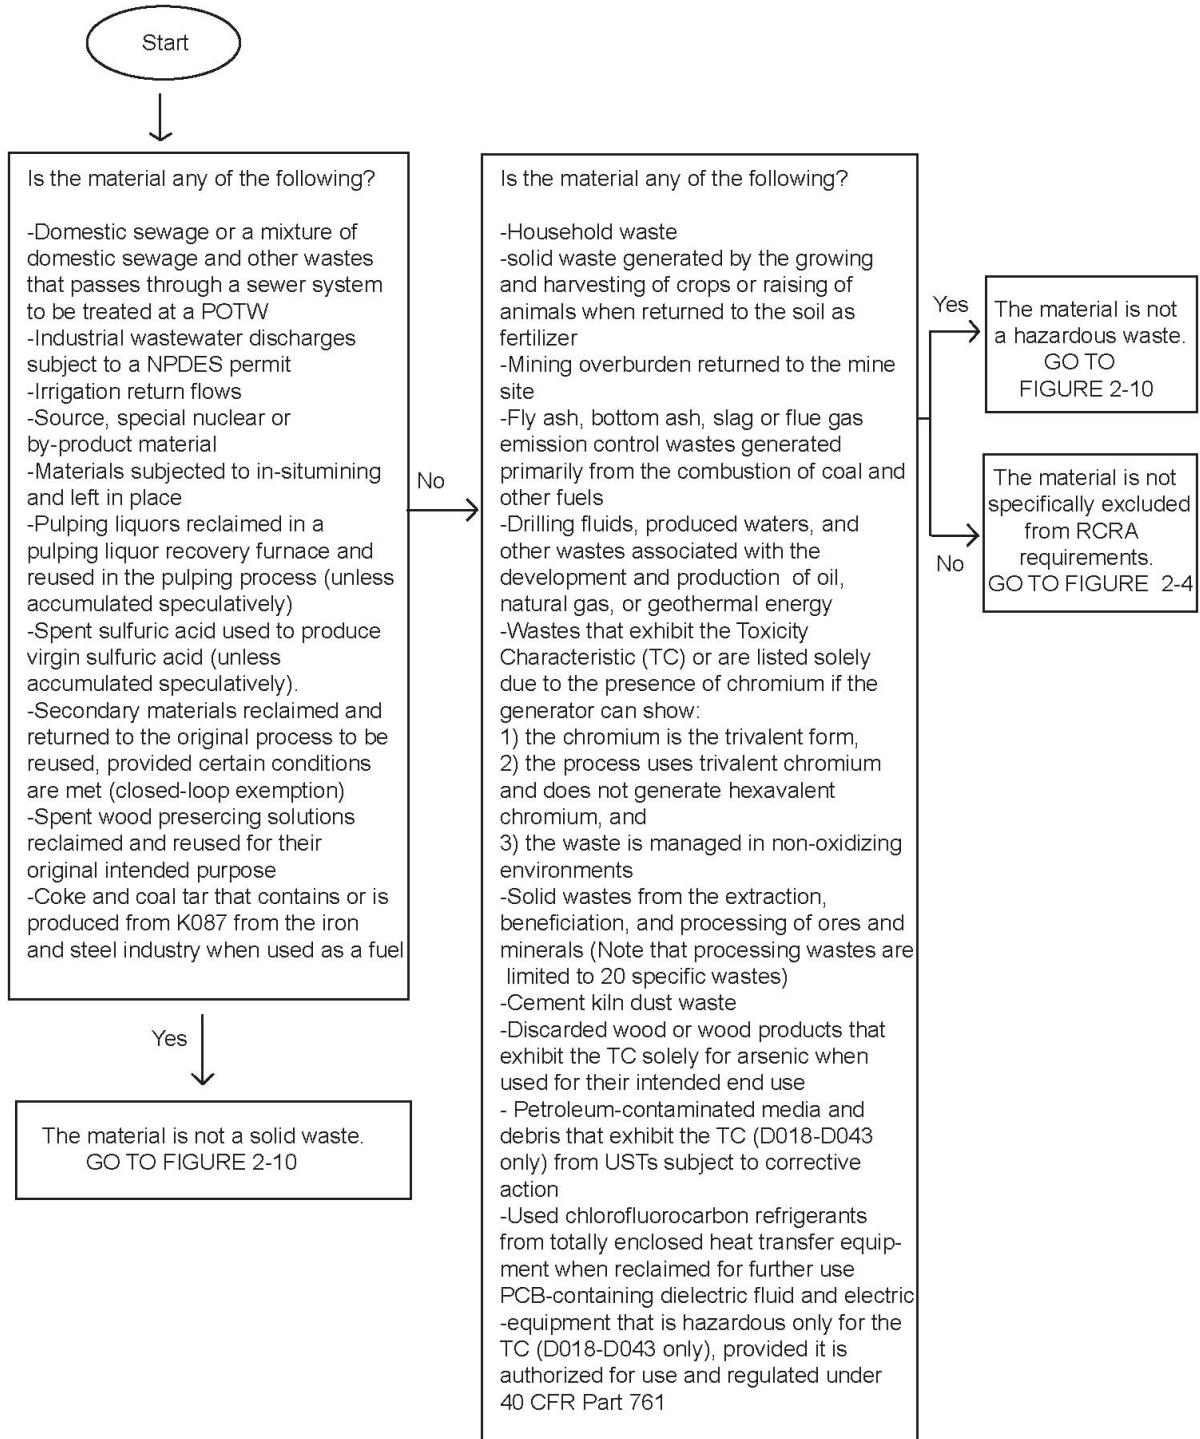 Start
Is the material any of the following?
-Domestic sewage or a mixture of
domestic sewage and other wastes
that passes through a sewer system
to be treated at a POTW
-Industrial wastewater discharges
subject to a NPDES permit
-Irrigation return flows
-Source, special nuclear or
by-product material
-Materials subjected to in-situmining
and left in place
-Pulping liquors reclaimed in a
pulping liquor recovery furnace and
reused in the pulping process (unless
accumulated speculatively)
-Spent sulfuric acid used to produce
virgin sulfuric acid (unless
accumulated speculatively).
-Secondary materials reclaimed and
returned to the original process to be
reused, provided certain conditions
are met (closed-loop exemption)
-Spent wood presercing solutions
reclaimed and reused for their
original intended purpose
-Coke and coal tar that contains or is
produced from K087 from the iron
and steel industry when used as a fuel
Yes
The material is not a solid waste.
GO TO FIGURE 2-10
No
Is the material any of the following?
-Household waste
-solid waste generated by the growing
and harvesting of crops or raising of
animals when returned to the soil as
fertilizer
-Mining overburden returned to the mine
site
-Fly ash, bottom ash, slag or flue gas
emission control wastes generated
primarily from the combustion of coal and
other fuels
-Drilling fluids, produced waters, and
other wastes associated with the
development and production of oil,
natural gas, or geothermal energy
-Wastes that exhibit the Toxicity
Characteristic (TC) or are listed solely
due to the presence of chromium if the
generator can show:
1) the chromium is the trivalent form,
2) the process uses trivalent chromium
and does not generate hexavalent
chromium, and
3) the waste is managed in non-oxidizing
environments
-Solid wastes from the extraction,
beneficiation, and processing of ores and
minerals (Note that processing wastes are
limited to 20 specific wastes)
-Cement kiln dust waste
-Discarded wood or wood products that
exhibit the TC solely for arsenic when
used for their intended end use
- Petroleum-contaminated media and
debris that exhibit the TC (D018-D043
only) from USTs subject to corrective
action
-Used chlorofluorocarbon refrigerants
from totally enclosed heat transfer equip-
ment when reclaimed for further use
PCB-containing dielectric fluid and electric
-equipment that is hazardous only for the
TC (D018-D043 only), provided it is
authorized for use and regulated under
40 CFR Part 761
Yes
The material is not
a hazardous waste.
GO TO
FIGURE 2-10
No
The material is not
specifically excluded
from RCRA
requirements.
GO TO FIGURE 2-4